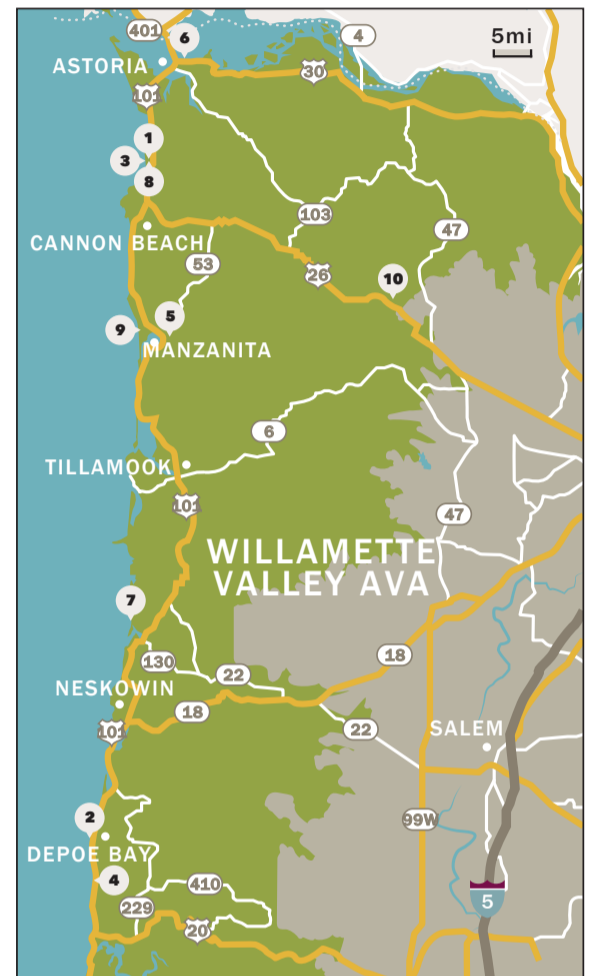 401
6
4
5mi
ASTORIA
30
101
1
3
8
103
47
CANNON BEACH
53
26
10
5
9
MANZANITA
6
TILLAMOOK
101
47
WILLAMETTE
VALLEY AVA
7
18
130
22
NESKOWIN
18
101
22
SALEM
2
99W
DEPOE BAY
4
410
5
229
20